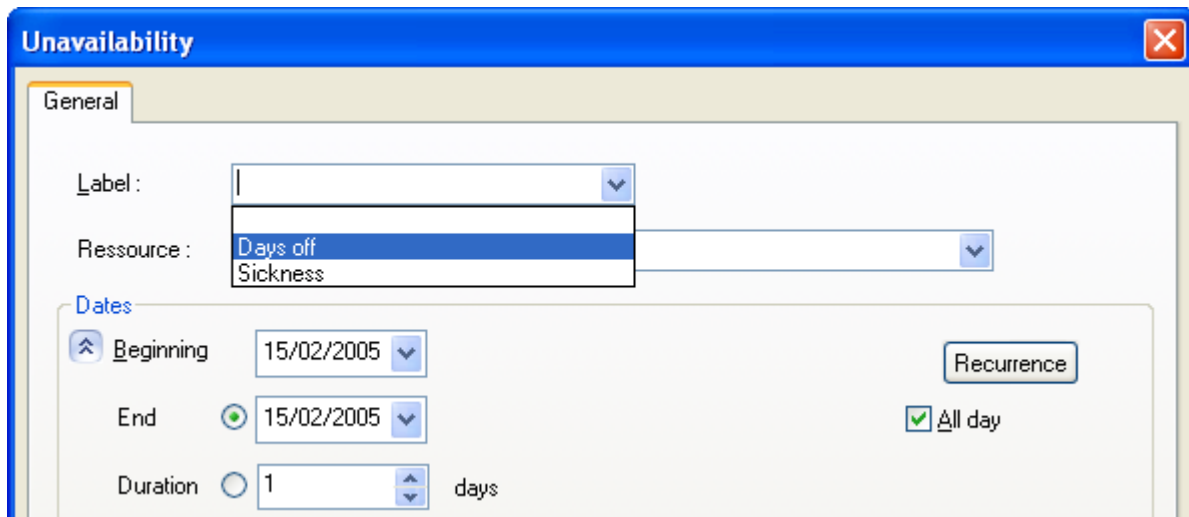 Unavailability
General
Label :
Days off
Ressource :
Sickness
Dates
Beginning 15/02/2005
Recurrence
End 15/02/2005
All day
Duration 1 days